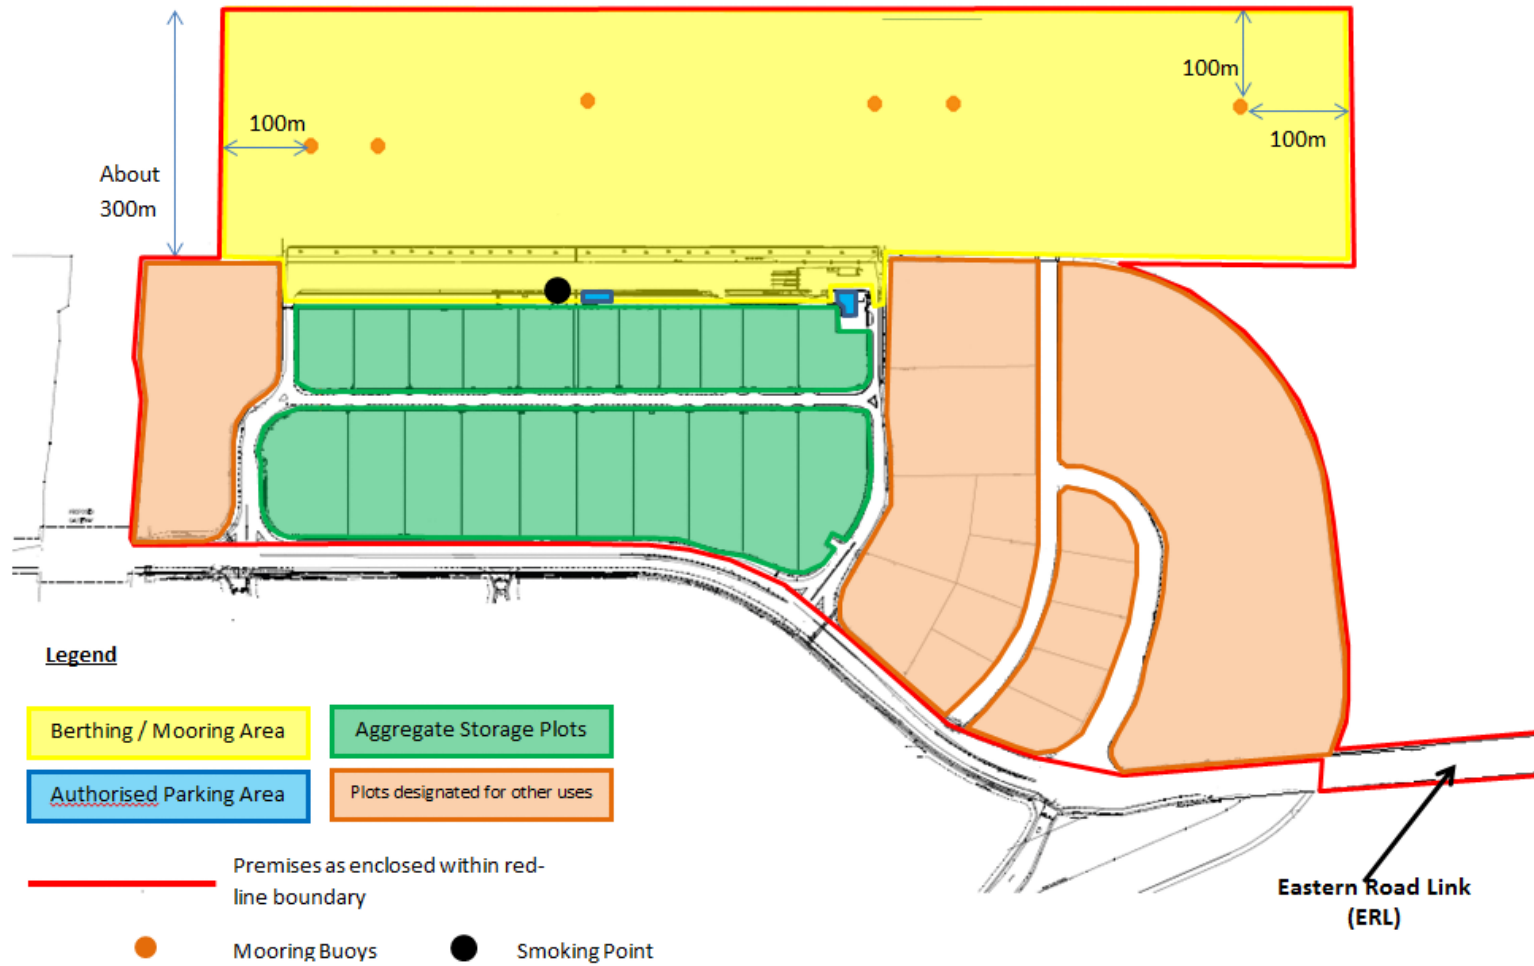 100m
100m
100m
About
300m
Legend
Berthing / Mooring Area
Aggregate Storage Plots
Authorised Parking Area
Plots designated for other uses
Premises as enclosed within red-
line boundary
Eastern Road Link
(ERL)
Mooring Buoys
Smoking Point